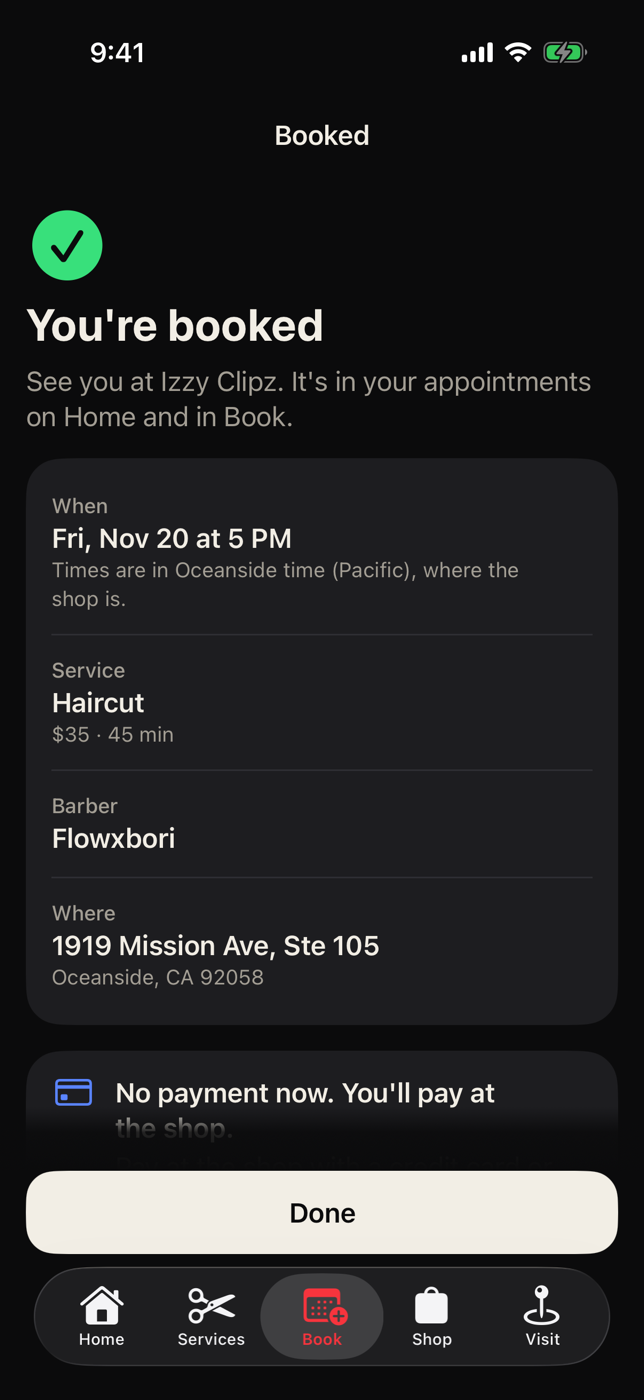 9:41
Booked
You're booked
See you at Izzy Clipz. It's in your appointments
on Home and in Book.
When
Fri, Nov 20 at 5 PM
Times are in Oceanside time (Pacific), where the
shop is.
Service
Haircut
$35 · 45 min
Barber
Flowxbori
Where
1919 Mission Ave, Ste 105
Oceanside, CA 92058
No payment now. You'll pay at
the shop.
Done
Home
Services
Book
Shop
Visit